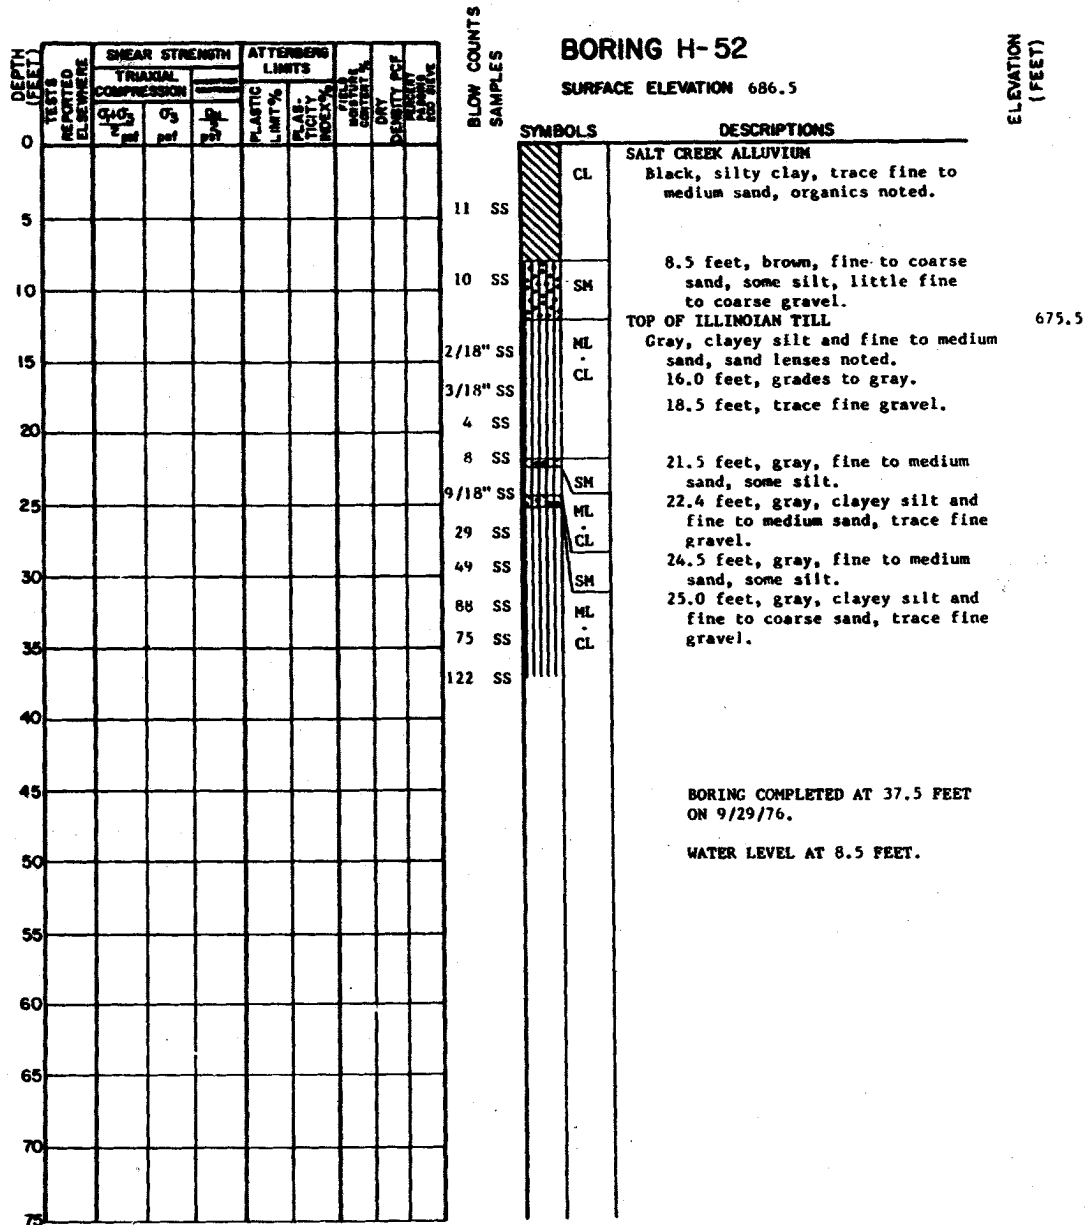 BORING H-52
SURFACE ELEVATION 686.5
DEPTH (FEET)
TESTS REPORTED ELSEWHERE
SHEAR STRENGTH
TRIAXIAL COMPRESSION
σ₃
psf
ATTERBERG LIMITS
PLASTIC LIMIT%
PLAS- TICITY INDEX%
FIELD MOISTURE CONTENT %
DRY DENSITY PCF
PERCENT
SIEVE
BLOW COUNTS
SAMPLES
SYMBOLS
DESCRIPTIONS
ELEVATION (FEET)
0
SALT CREEK ALLUVIUM
CL Black, silty clay, trace fine to
medium sand, organics noted.
11 SS
5
8.5 feet, brown, fine to coarse
10 SS SM sand, some silt, little fine
10
to coarse gravel.
TOP OF ILLINOIAN TILL 675.5
ML Gray, clayey silt and fine to medium
2/18" SS · sand, sand lenses noted.
15
CL 16.0 feet, grades to gray.
3/18" SS
18.5 feet, trace fine gravel.
4 SS
20
8 SS 21.5 feet, gray, fine to medium
SM sand, some silt.
9/18" SS 22.4 feet, gray, clayey silt and
25
ML fine to medium sand, trace fine
29 SS · CL gravel.
24.5 feet, gray, fine to medium
49 SS
30
SM sand, some silt.
25.0 feet, gray, clayey silt and
88 SS ML fine to coarse sand, trace fine
75 SS · CL gravel.
35
122 SS
40
45
BORING COMPLETED AT 37.5 FEET
ON 9/29/76.
50
WATER LEVEL AT 8.5 FEET.
55
60
65
70
75